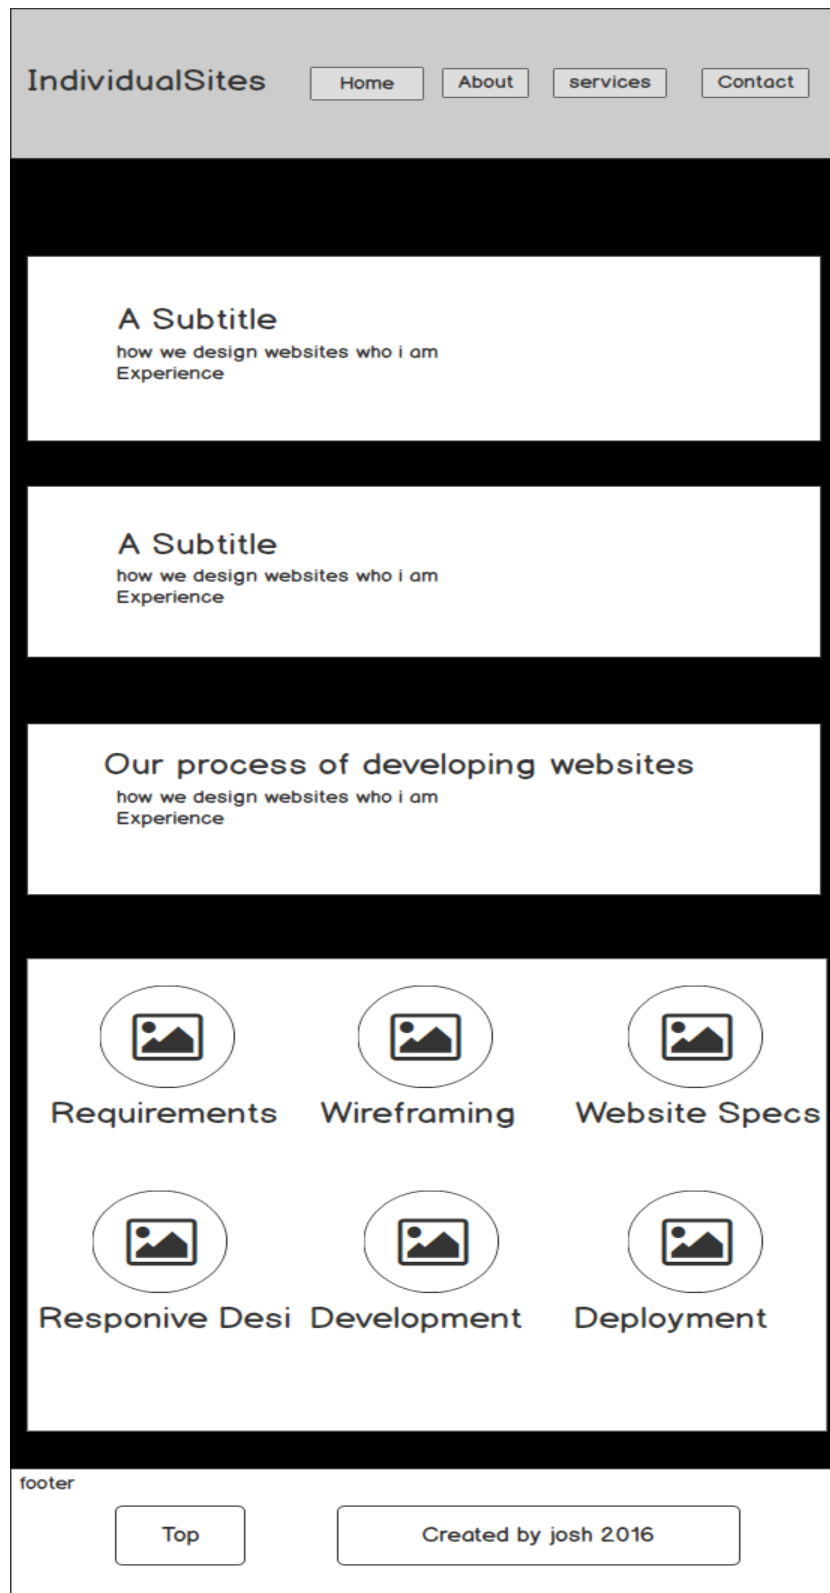 IndividualSites
Home
About
services
Contact
A Subtitle
how we design websites who i am
Experience
A Subtitle
how we design websites who i am
Experience
Our process of developing websites
how we design websites who i am
Experience
Requirements
Wireframing
Website Specs
Responive Desi
Development
Deployment
footer
Top
Created by josh 2016